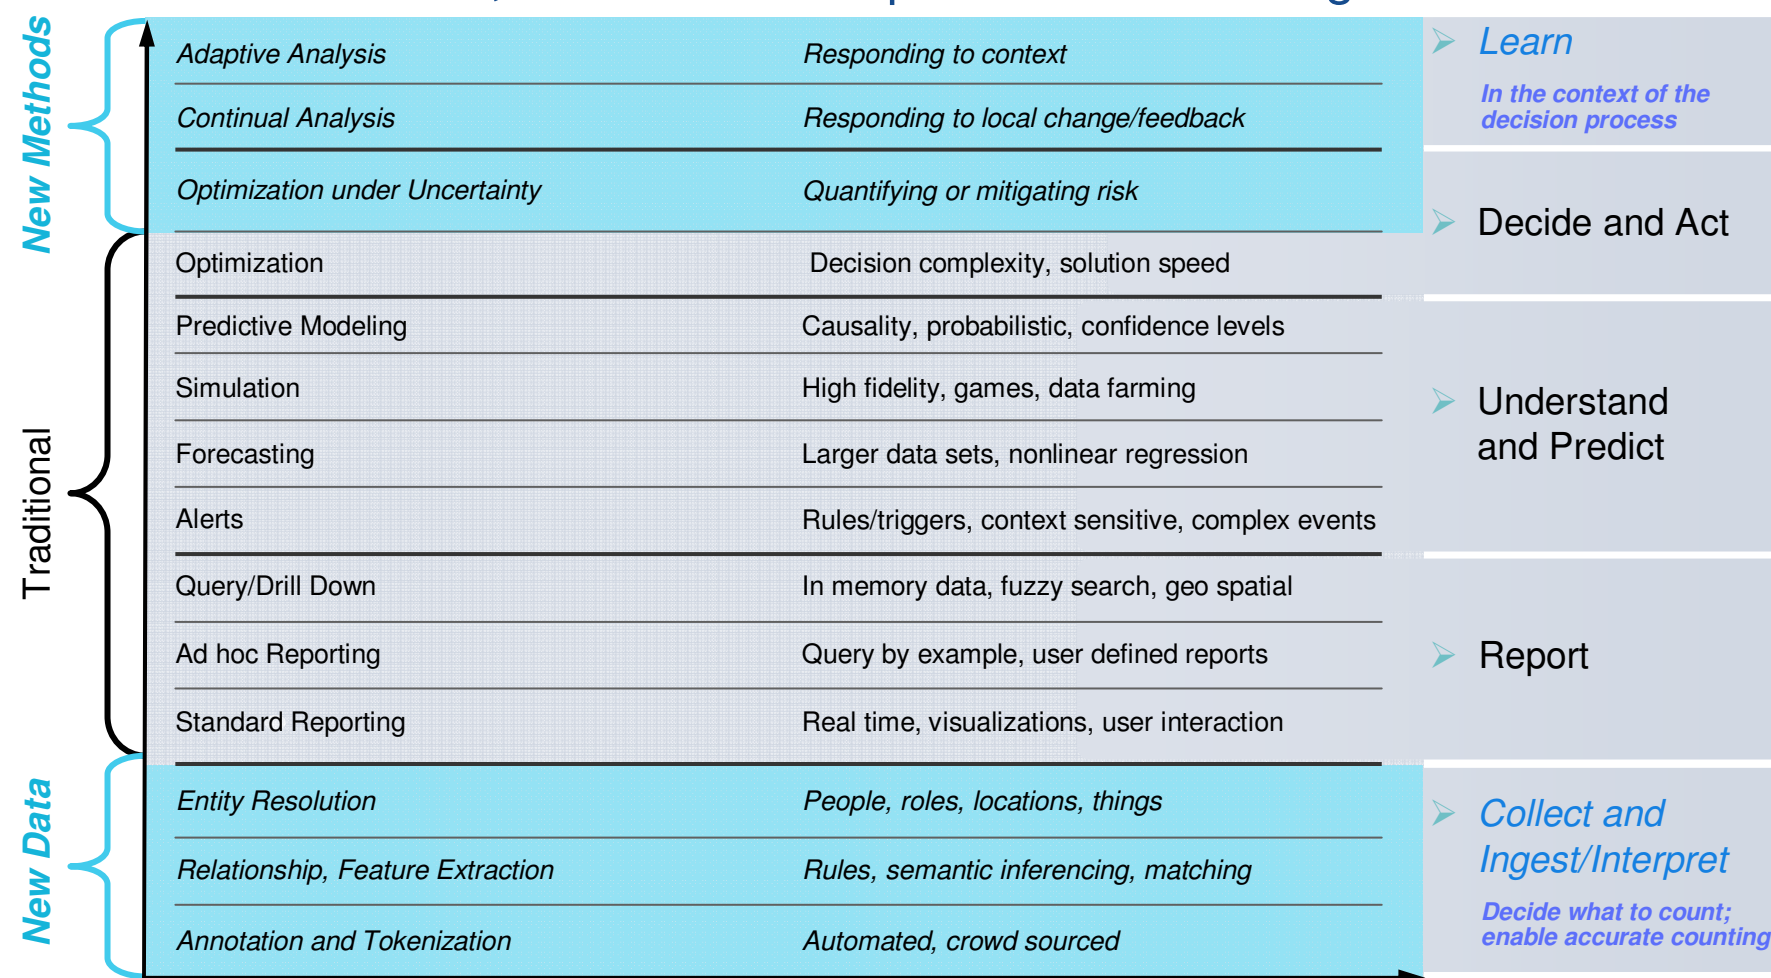 New Methods
Adaptive Analysis Responding to context
Continual Analysis Responding to local change/feedback
Optimization under Uncertainty Quantifying or mitigating risk
Learn
In the context of the
decision process
Decide and Act
Traditional
Optimization Decision complexity, solution speed
Predictive Modeling Causality, probabilistic, confidence levels
Simulation High fidelity, games, data farming
Forecasting Larger data sets, nonlinear regression
Alerts Rules/triggers, context sensitive, complex events
Understand
and Predict
Query/Drill Down In memory data, fuzzy search, geo spatial
Ad hoc Reporting Query by example, user defined reports
Standard Reporting Real time, visualizations, user interaction
Report
New Data
Entity Resolution People, roles, locations, things
Relationship, Feature Extraction Rules, semantic inferencing, matching
Annotation and Tokenization Automated, crowd sourced
Collect and
Ingest/Interpret
Decide what to count;
enable accurate counting